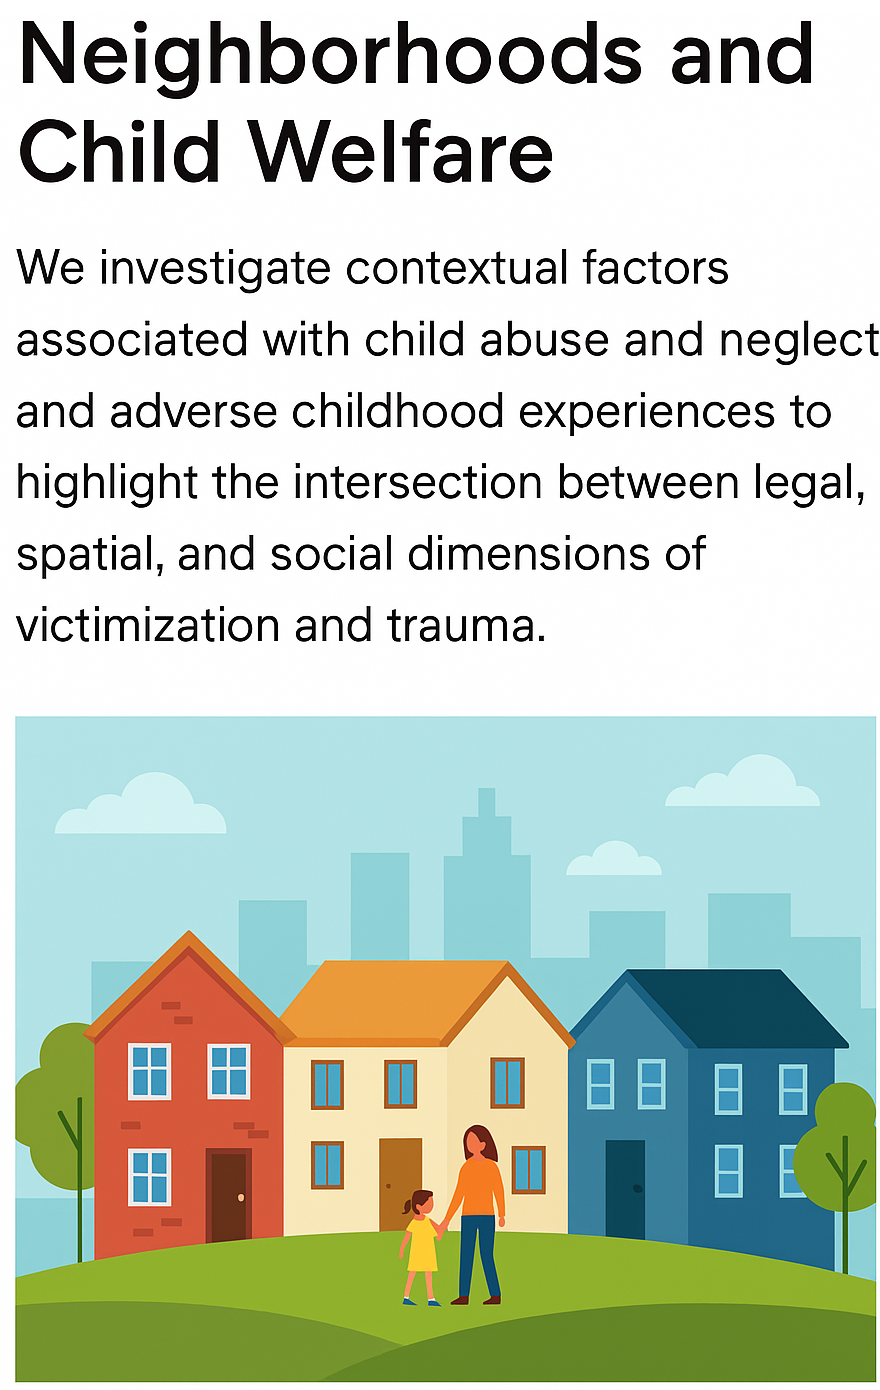 Neighborhoods and
Child Welfare
We investigate contextual factors
associated with child abuse and neglect
and adverse childhood experiences to
highlight the intersection between legal,
spatial, and social dimensions of
victimization and trauma.